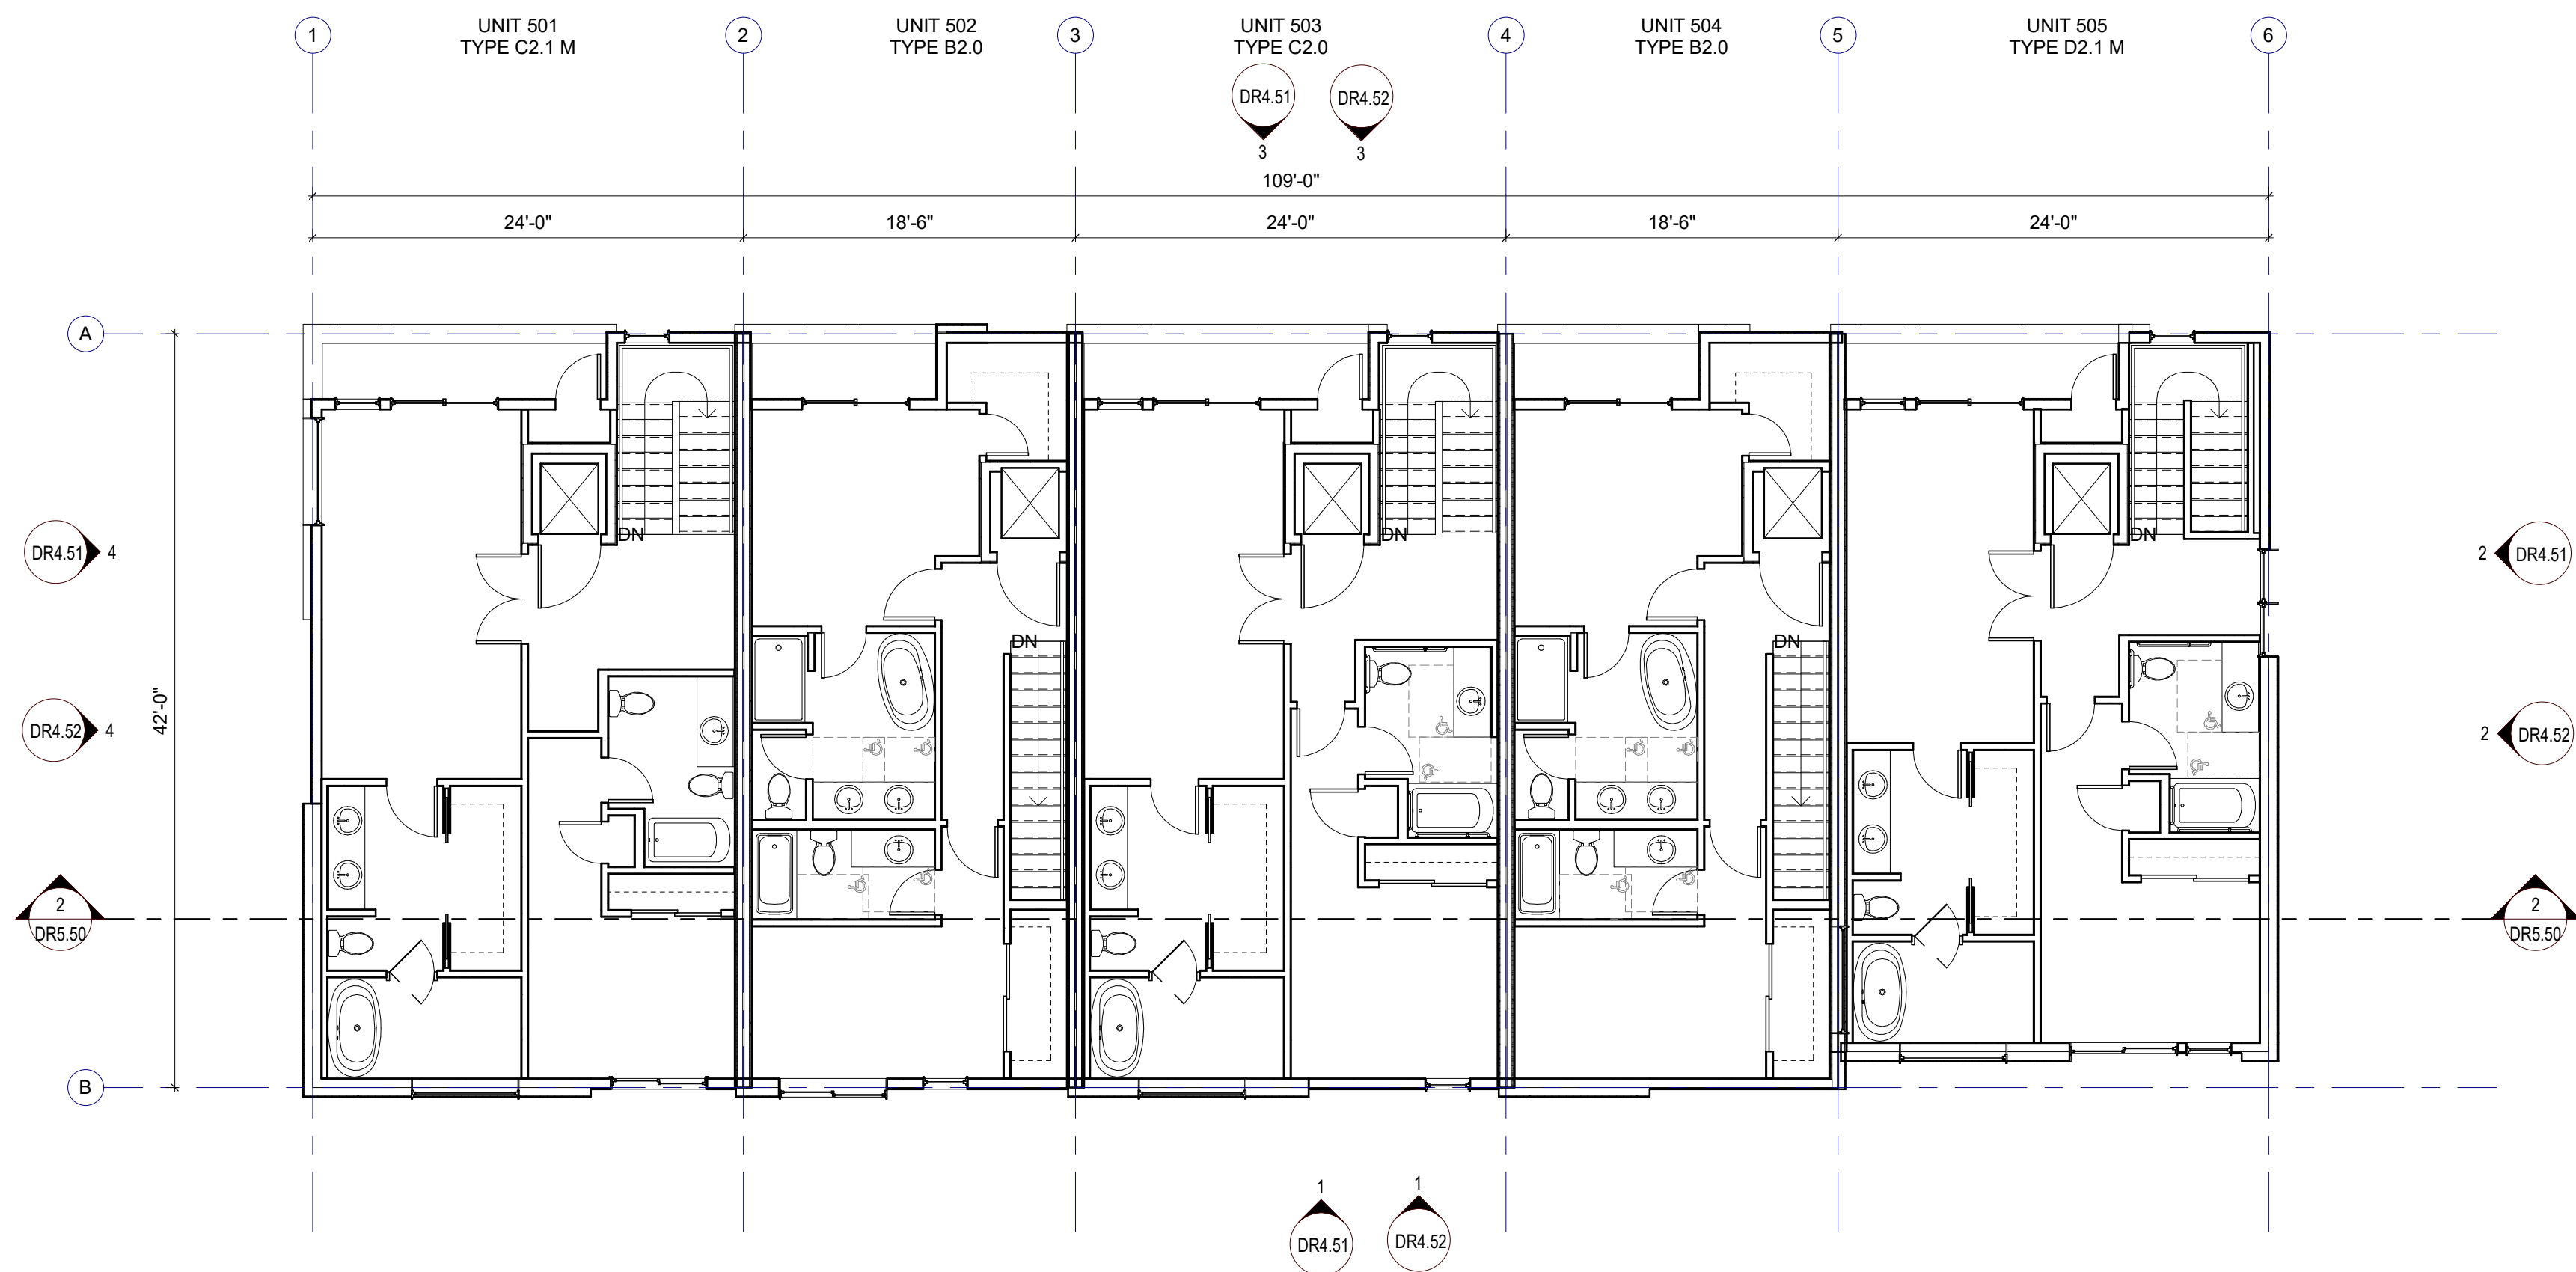 1
UNIT 501
TYPE C2.1 M
2
UNIT 502
TYPE B2.0
3
UNIT 503
TYPE C2.0
4
UNIT 504
TYPE B2.0
5
UNIT 505
TYPE D2.1 M
6
DR4.51
3
DR4.52
3
109'-0"
24'-0"
18'-6"
24'-0"
18'-6"
24'-0"
A
DN
DN
DN
DR4.51
4
2
DR4.51
DN
DN
42'-0"
DR4.52
4
2
DR4.52
2
DR5.50
2
DR5.50
B
1
DR4.51
1
DR4.52